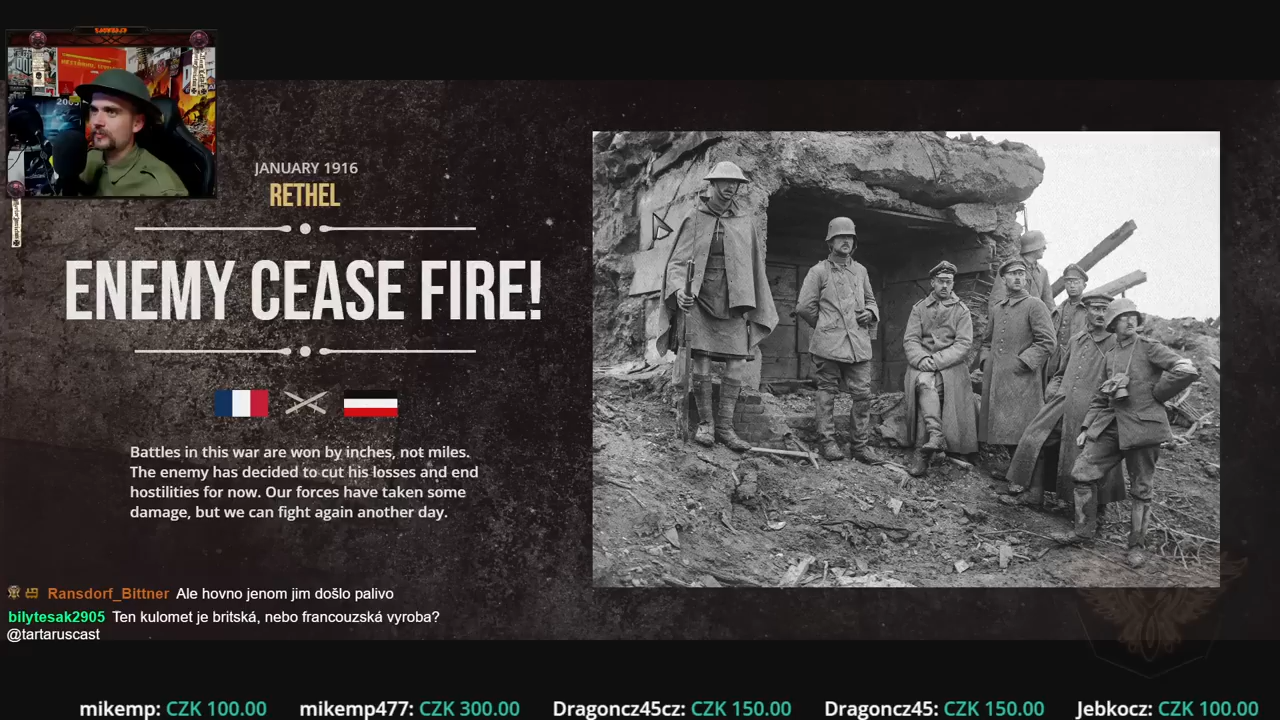 JANUARY 1916
RETHEL
ENEMY CEASE FIRE!
Battles in this war are won by inches, not miles.
The enemy has decided to cut his losses and end
hostilities for now. Our forces have taken some
damage, but we can fight again another day.
Ransdorf_Bittner Ale hovno jenom jim došlo palivo
bilytesak2905 Ten kulomet je britská, nebo francouzská vyroba?
@tartaruscast
mikemp: CZK 100.00 mikemp477: CZK 300.00 Dragoncz45cz: CZK 150.00 Dragoncz45: CZK 150.00 Jebkocz: CZK 100.00